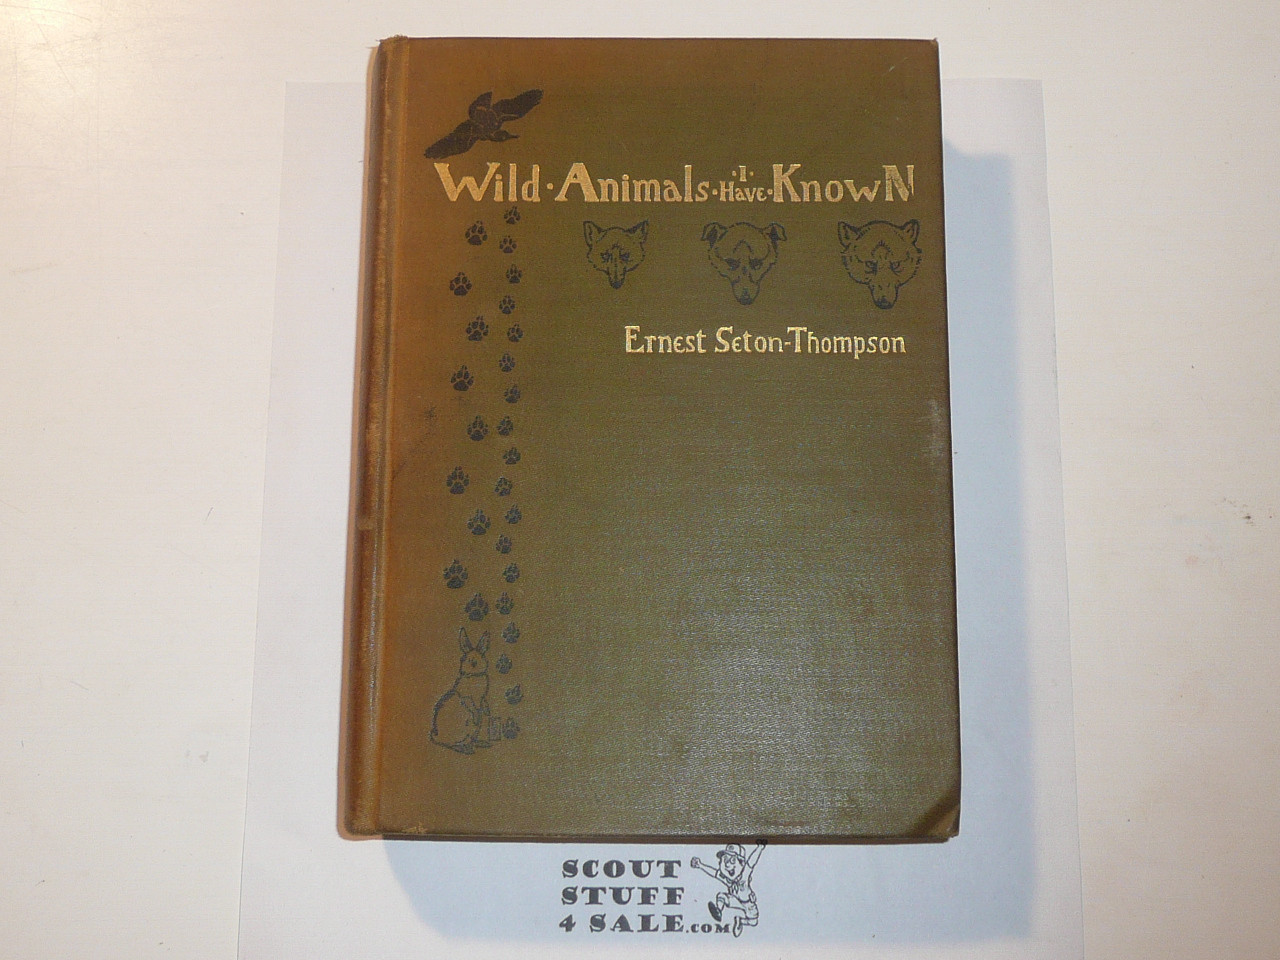 Wild·Animals·I·Have·Known
Ernest Seton-Thompson
SCOUT
STUFF
4 SALE.COM